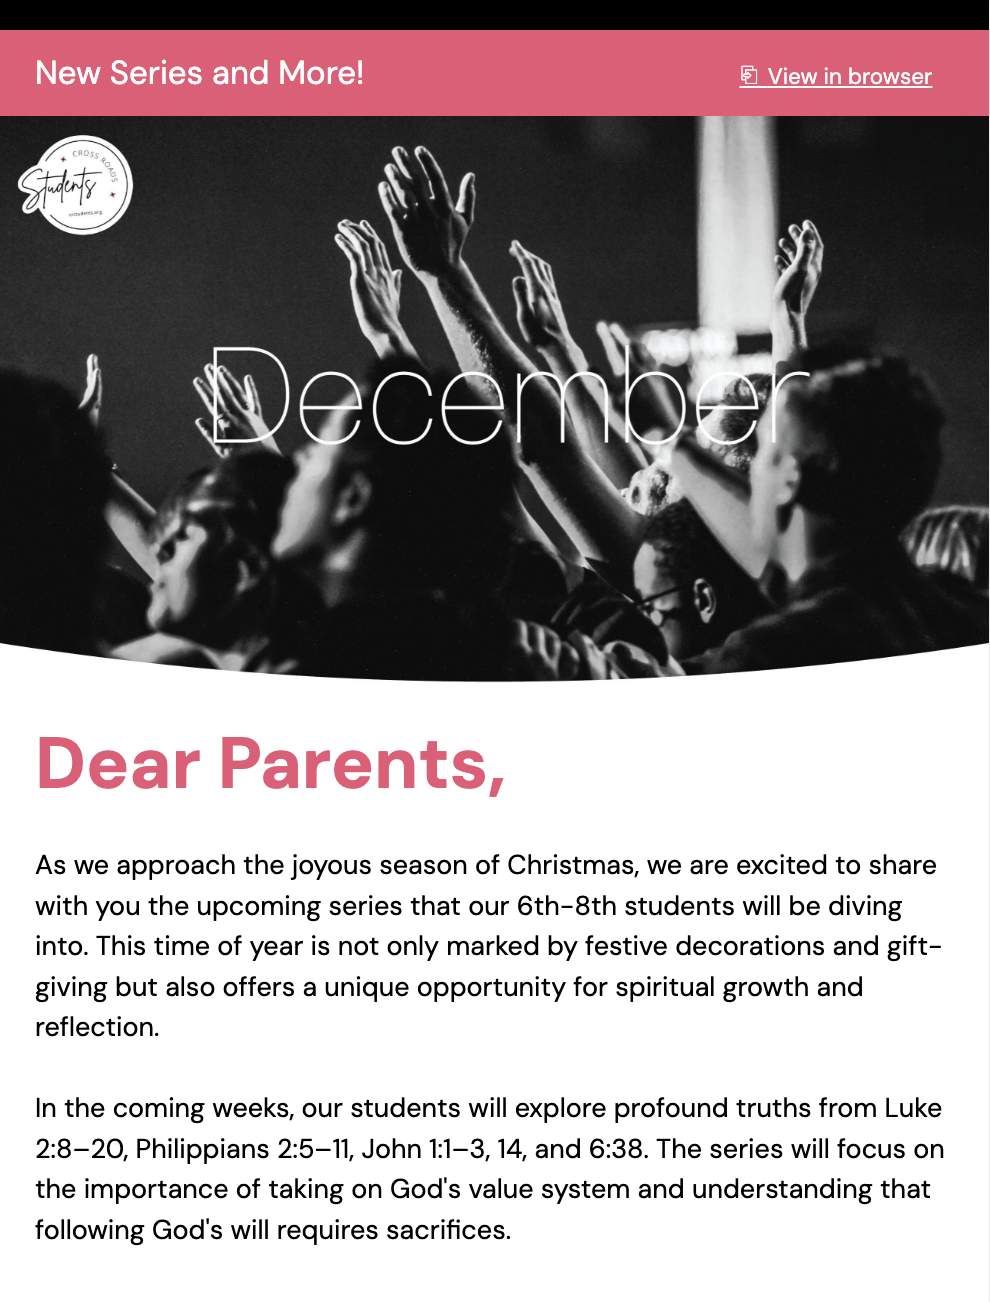 New Series and More!
View in browser
CROSS ROADS
Students
crstudents.org
December
Dear Parents,
As we approach the joyous season of Christmas, we are excited to share
with you the upcoming series that our 6th-8th students will be diving
into. This time of year is not only marked by festive decorations and gift-
giving but also offers a unique opportunity for spiritual growth and
reflection.
In the coming weeks, our students will explore profound truths from Luke
2:8–20, Philippians 2:5–11, John 1:1–3, 14, and 6:38. The series will focus on
the importance of taking on God's value system and understanding that
following God's will requires sacrifices.